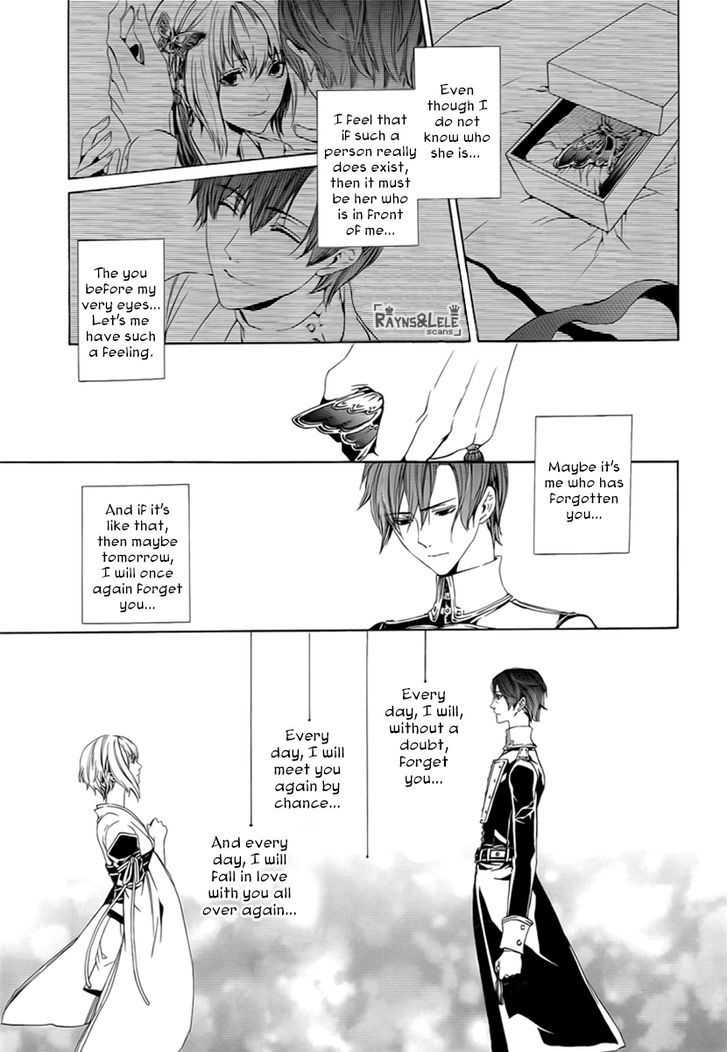 Even
though I
do not
know who
she is...
I feel that
if such a
person really
does exist,
then it must
be her who
is in front
of me...
The you
before my
very eyes...
Let's me
have such
a feeling.
RAYNS&LELE
scans
Maybe it's
me who has
forgotten
you...
And if it's
like that,
then maybe
tomorrow,
I will once
again forget
you...
Every
day, I will,
without a
doubt,
forget
you...
Every
day, I will
meet you
again by
chance...
And every
day, I will
fall in love
with you all
over again...